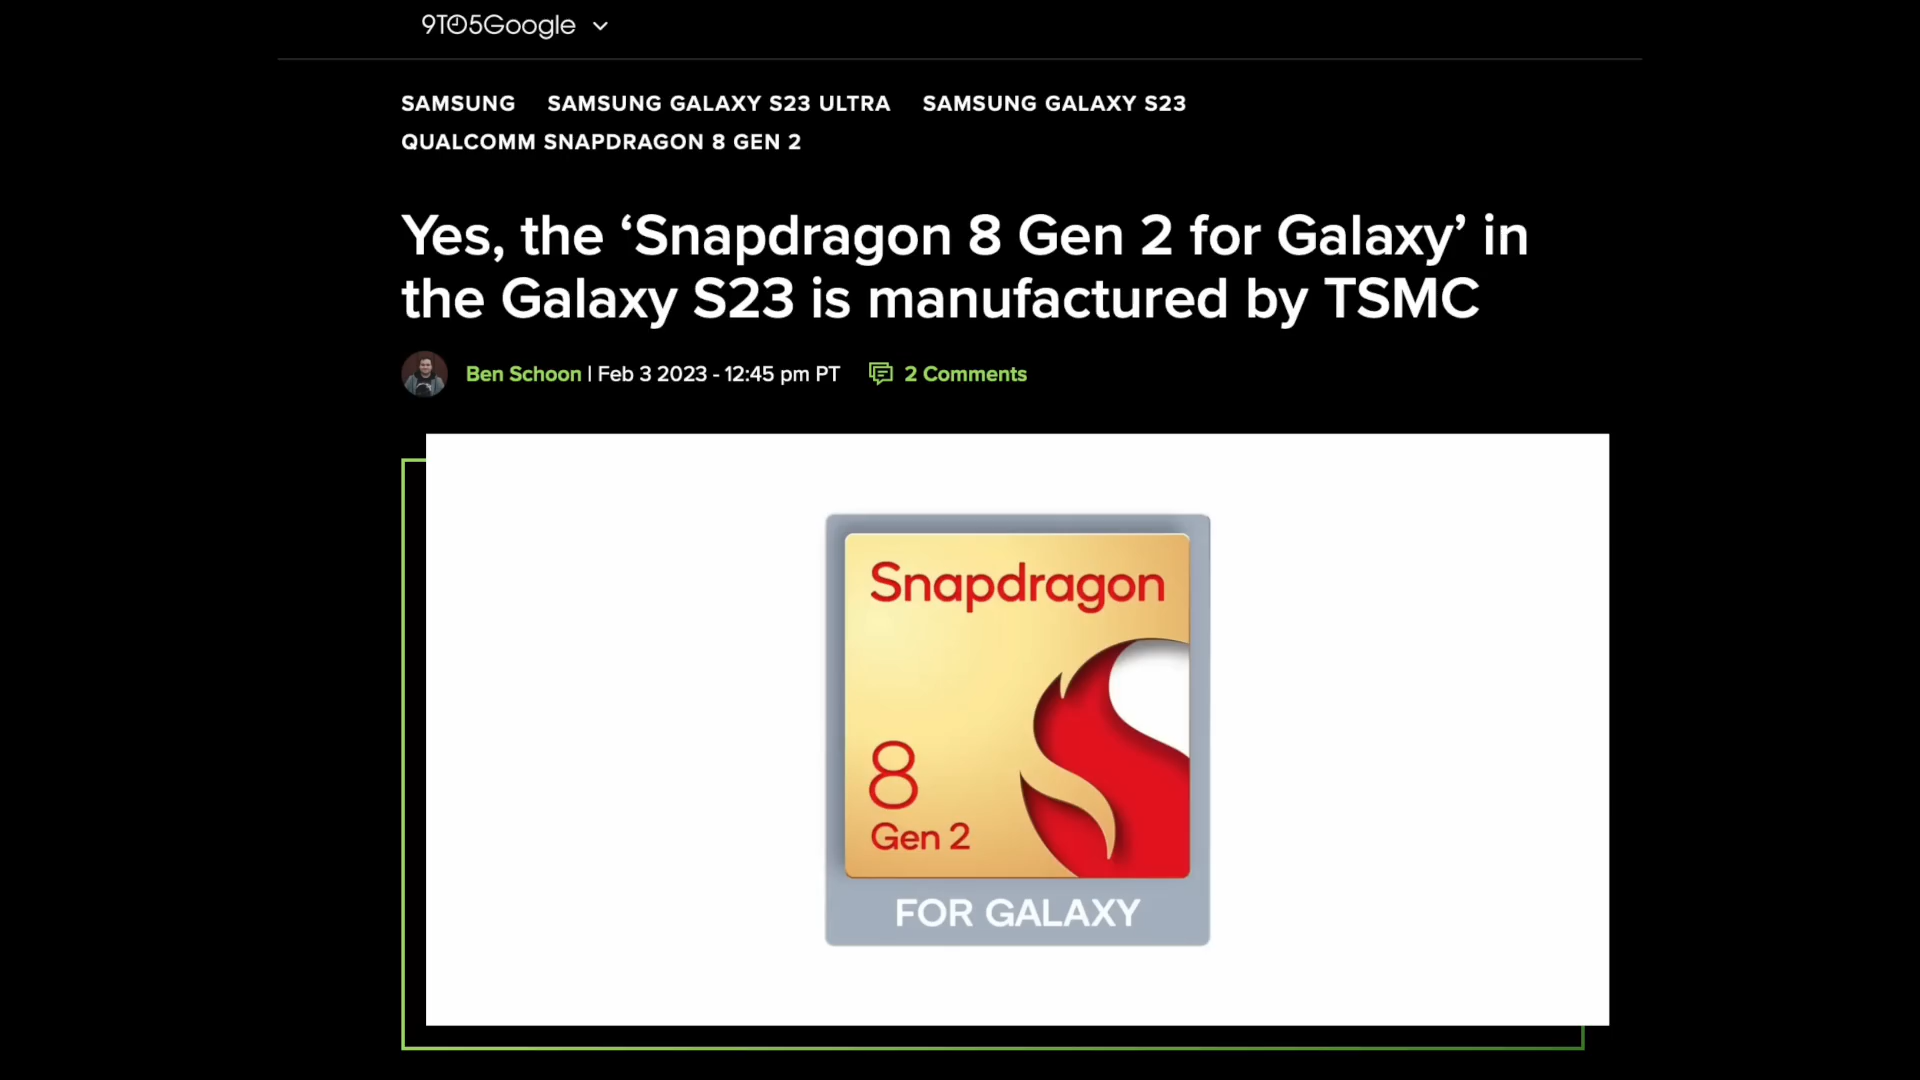 9TO5Google
SAMSUNG SAMSUNG GALAXY S23 ULTRA SAMSUNG GALAXY S23
QUALCOMM SNAPDRAGON 8 GEN 2
Yes, the ‘Snapdragon 8 Gen 2 for Galaxy’ in
the Galaxy S23 is manufactured by TSMC
Ben Schoon | Feb 3 2023 - 12:45 pm PT 2 Comments
Snapdragon
8
Gen 2
FOR GALAXY